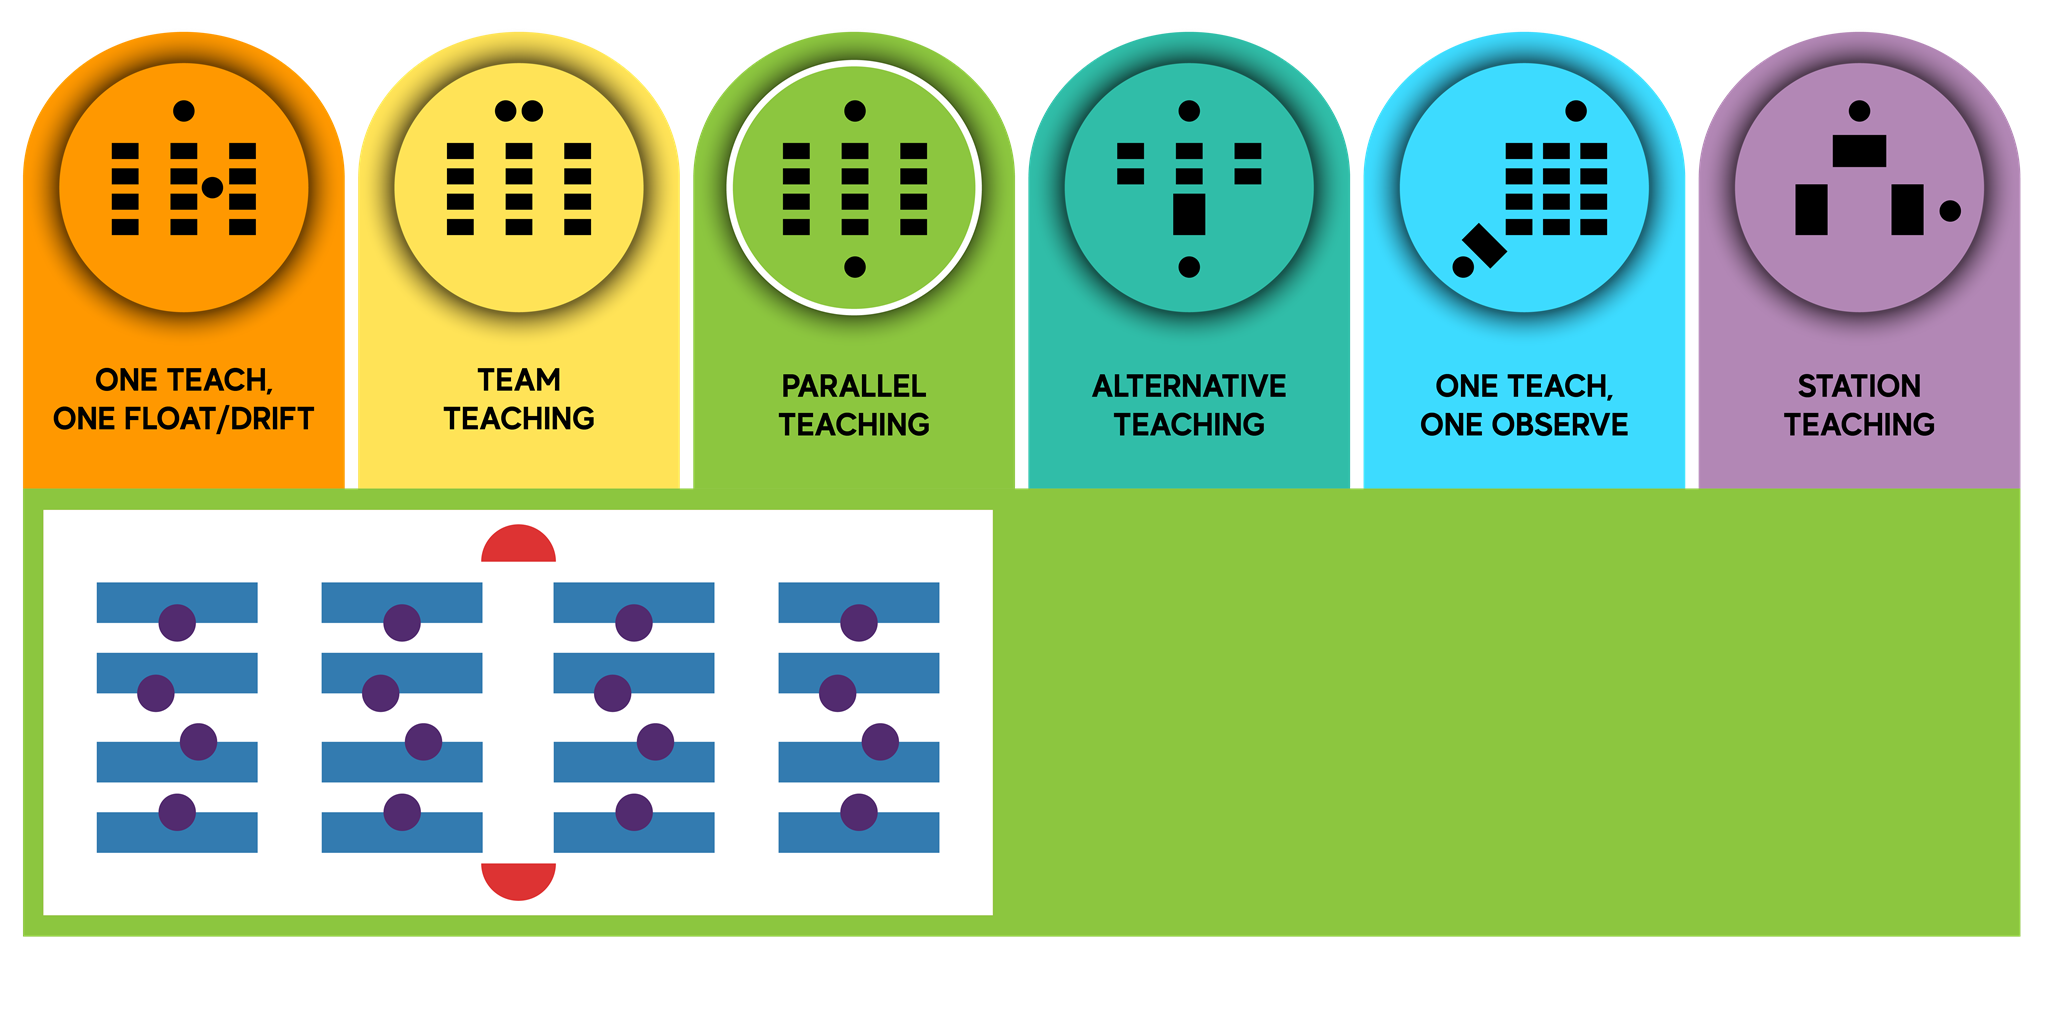 ONE TEACH,
ONE FLOAT/DRIFT
TEAM
TEACHING
PARALLEL
TEACHING
ALTERNATIVE
TEACHING
ONE TEACH,
ONE OBSERVE
STATION
TEACHING